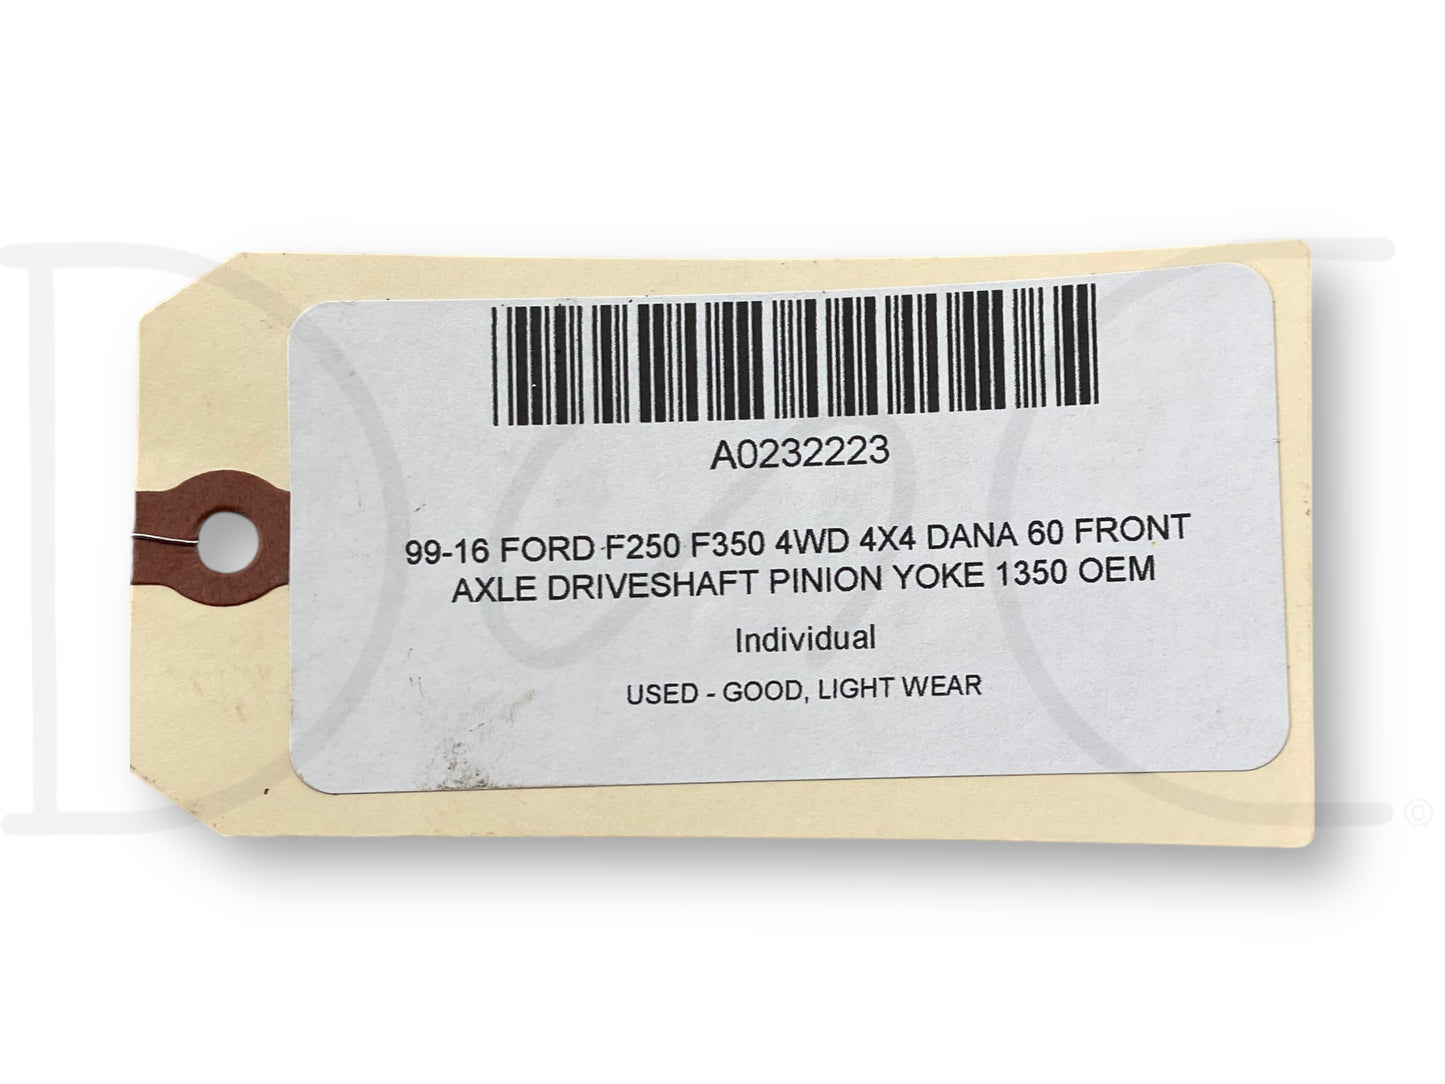 A0232223
99-16 FORD F250 F350 4WD 4X4 DANA 60 FRONT
AXLE DRIVESHAFT PINION YOKE 1350 OEM
Individual
USED - GOOD, LIGHT WEAR
©